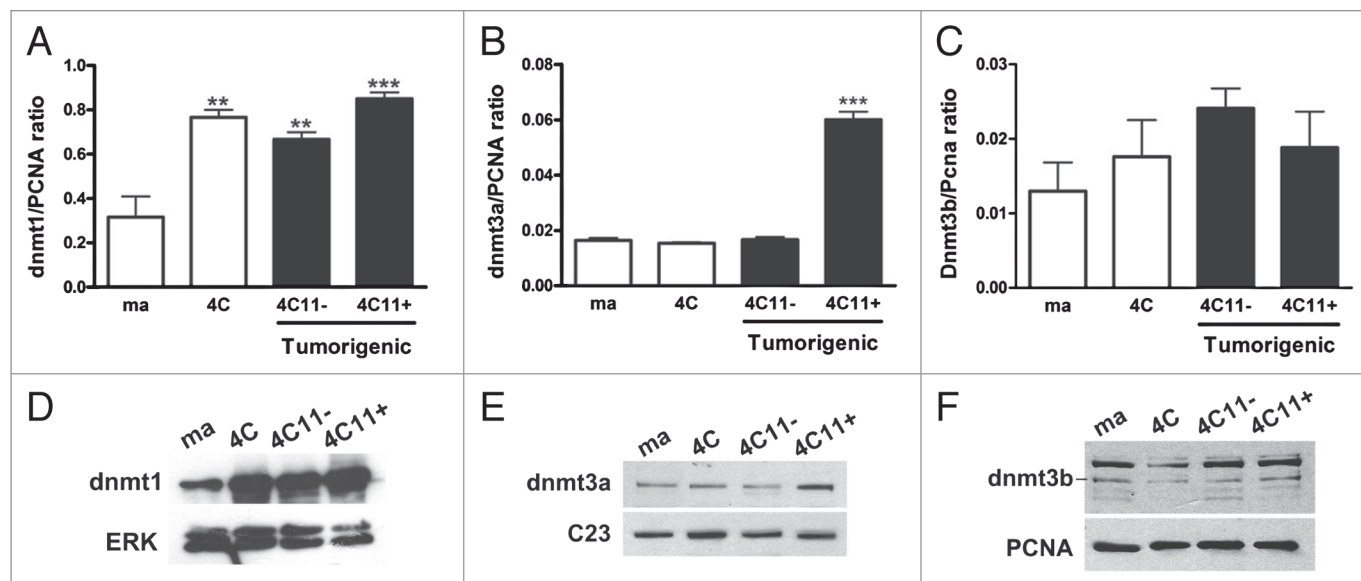 A
dnmt1/PCNA ratio
1.0
0.8
0.6
0.4
0.2
0.0
**
**
***
ma 4C 4C11- 4C11+
Tumorigenic
B
dnmt3a/PCNA ratio
0.08
0.06
0.04
0.02
0.00
***
ma 4C 4C11- 4C11+
Tumorigenic
C
Dnmt3b/Pcna ratio
0.03
0.02
0.01
0.00
ma 4C 4C11- 4C11+
Tumorigenic
D
ma 4C 4C11- 4C11+
dnmt1
ERK
E
ma 4C 4C11- 4C11+
dnmt3a
C23
F
ma 4C 4C11- 4C11+
dnmt3b
PCNA